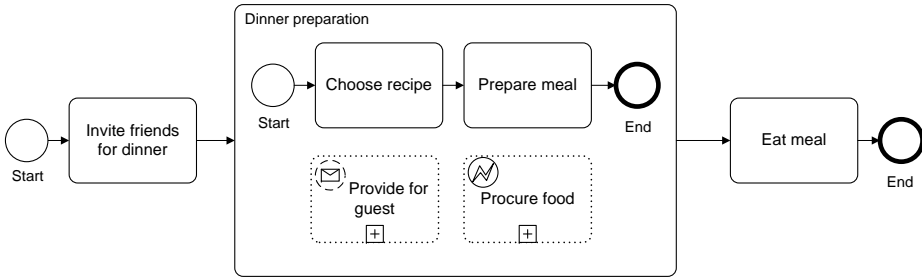 Dinner preparation
Start
Invite friends
for dinner
Start
Choose recipe
Prepare meal
End
Provide for
guest
Procure food
Eat meal
End